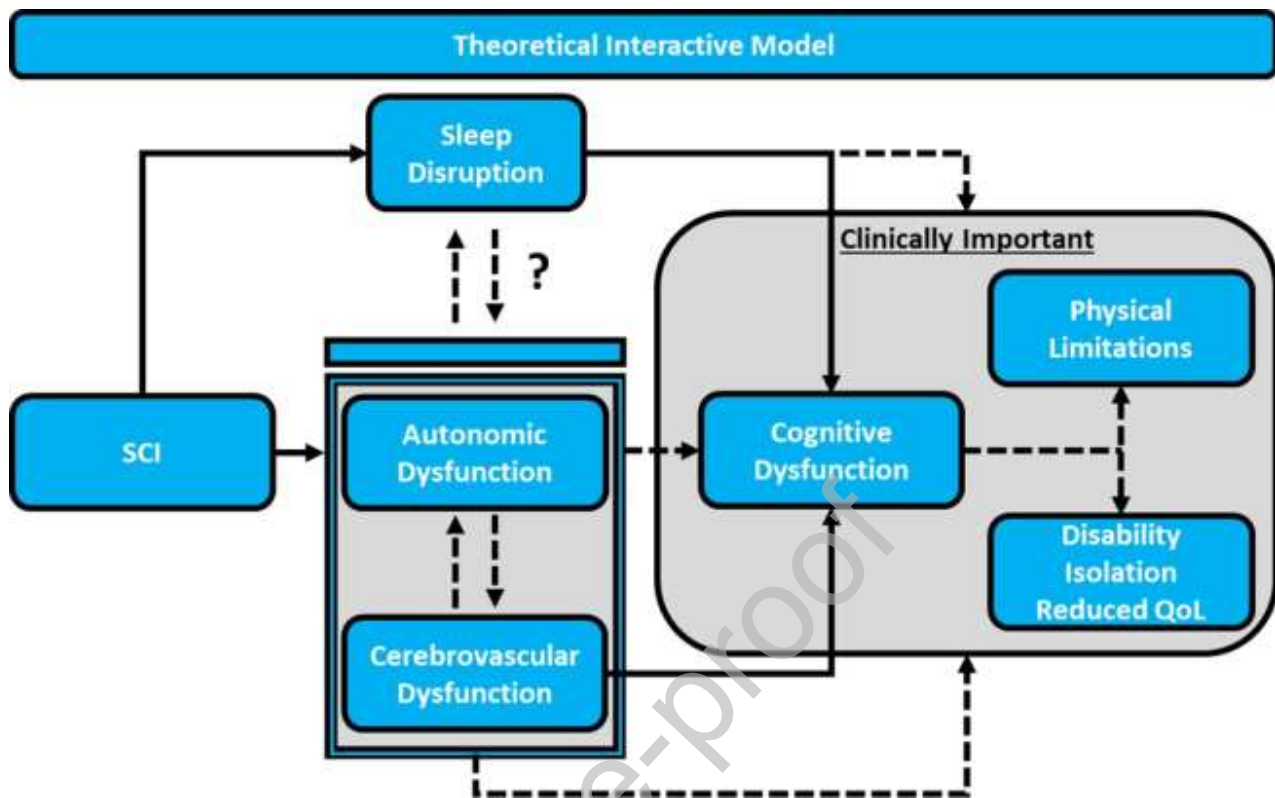 Theoretical Interactive Model
Sleep
Disruption
?
Clinically Important
Physical
Limitations
SCI
Autonomic
Dysfunction
Cognitive
Dysfunction
Disability
Isolation
Reduced QoL
Cerebrovascular
Dysfunction
e-proof